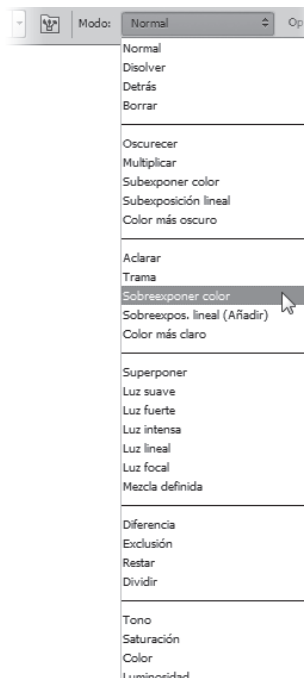 Modo: Normal Op
Normal
Disolver
Detrás
Borrar
Oscurecer
Multiplicar
Subexponer color
Subexposición lineal
Color más oscuro
Aclarar
Trama
Sobreexponer color
Sobreexpos. lineal (Añadir)
Color más claro
Superponer
Luz suave
Luz fuerte
Luz intensa
Luz lineal
Luz focal
Mezcla definida
Diferencia
Exclusión
Restar
Dividir
Tono
Saturación
Color
Luminosidad